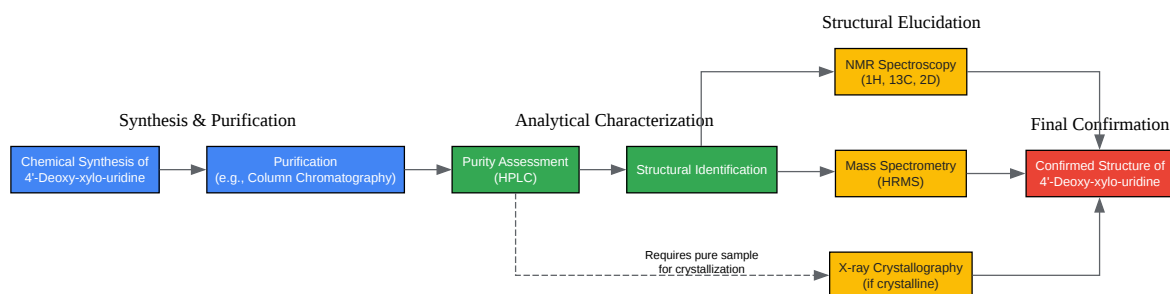 Structural Elucidation
NMR Spectroscopy
(1H, 13C, 2D)
Synthesis & Purification
Analytical Characterization
Final Confirmation
Chemical Synthesis of
4'-Deoxy-xylo-uridine
Purification
(e.g., Column Chromatography)
Purity Assessment
(HPLC)
Structural Identification
Mass Spectrometry
(HRMS)
Confirmed Structure of
4'-Deoxy-xylo-uridine
Requires pure sample
for crystallization
X-ray Crystallography
(if crystalline)